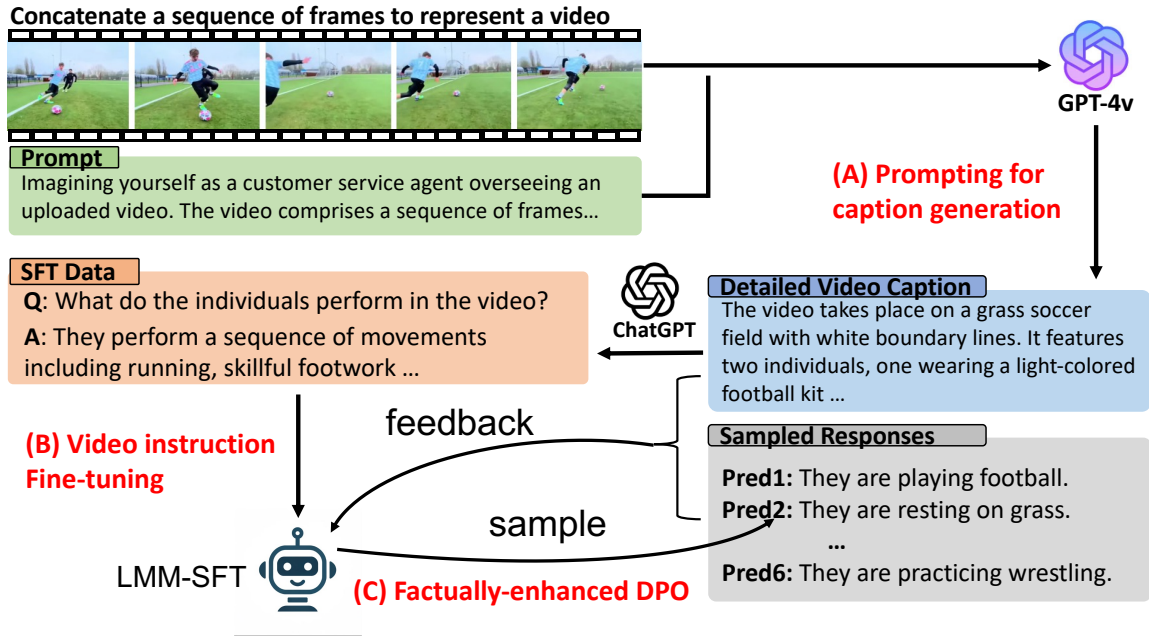 Concatenate a sequence of frames to represent a video
GPT-4v
Prompt
Imagining yourself as a customer service agent overseeing an
uploaded video. The video comprises a sequence of frames...
(A) Prompting for
caption generation
SFT Data
Q: What do the individuals perform in the video?
A: They perform a sequence of movements
including running, skillful footwork ...
ChatGPT
Detailed Video Caption
The video takes place on a grass soccer
field with white boundary lines. It features
two individuals, one wearing a light-colored
football kit ...
(B) Video instruction
Fine-tuning
feedback
Sampled Responses
Pred1: They are playing football.
Pred2: They are resting on grass.
...
Pred6: They are practicing wrestling.
sample
LMM-SFT
(C) Factually-enhanced DPO